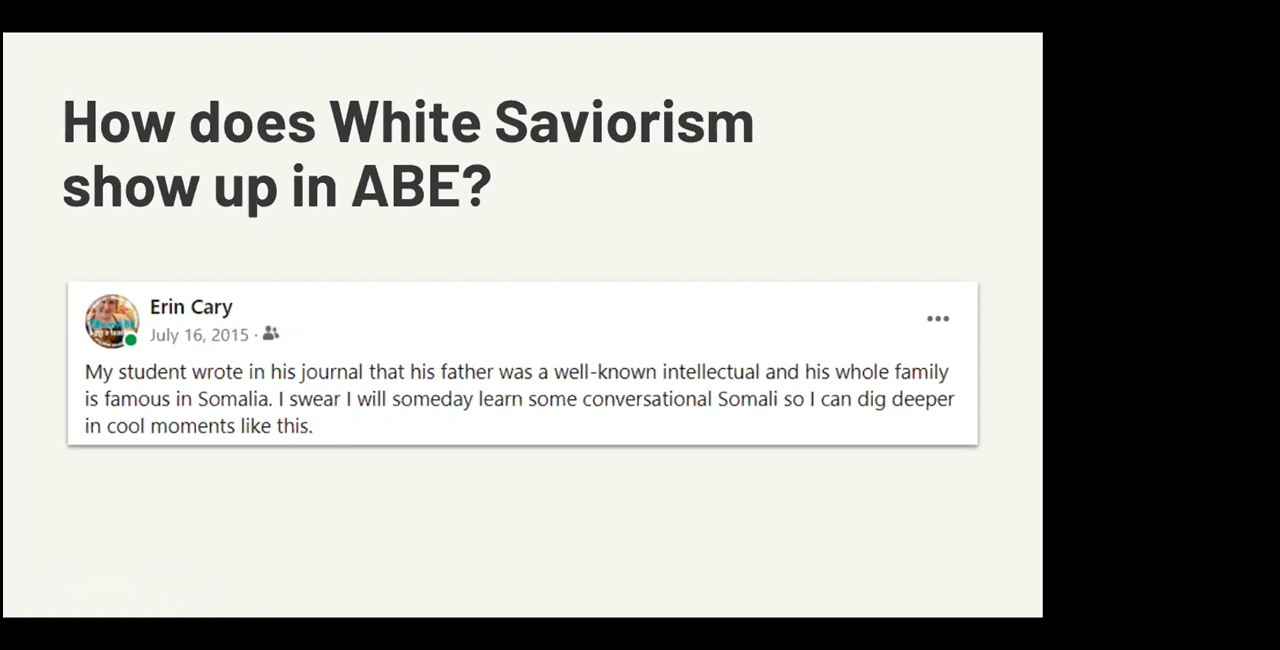 How does White Saviorism
show up in ABE?
Erin Cary
July 16, 2015 ·
My student wrote in his journal that his father was a well-known intellectual and his whole family
is famous in Somalia. I swear I will someday learn some conversational Somali so I can dig deeper
in cool moments like this.